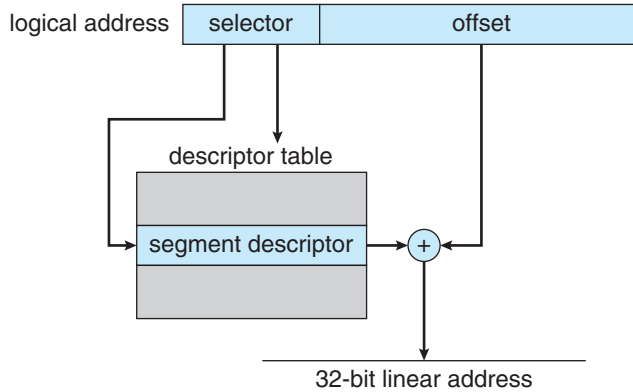 logical address selector offset
descriptor table
segment descriptor +
32-bit linear address